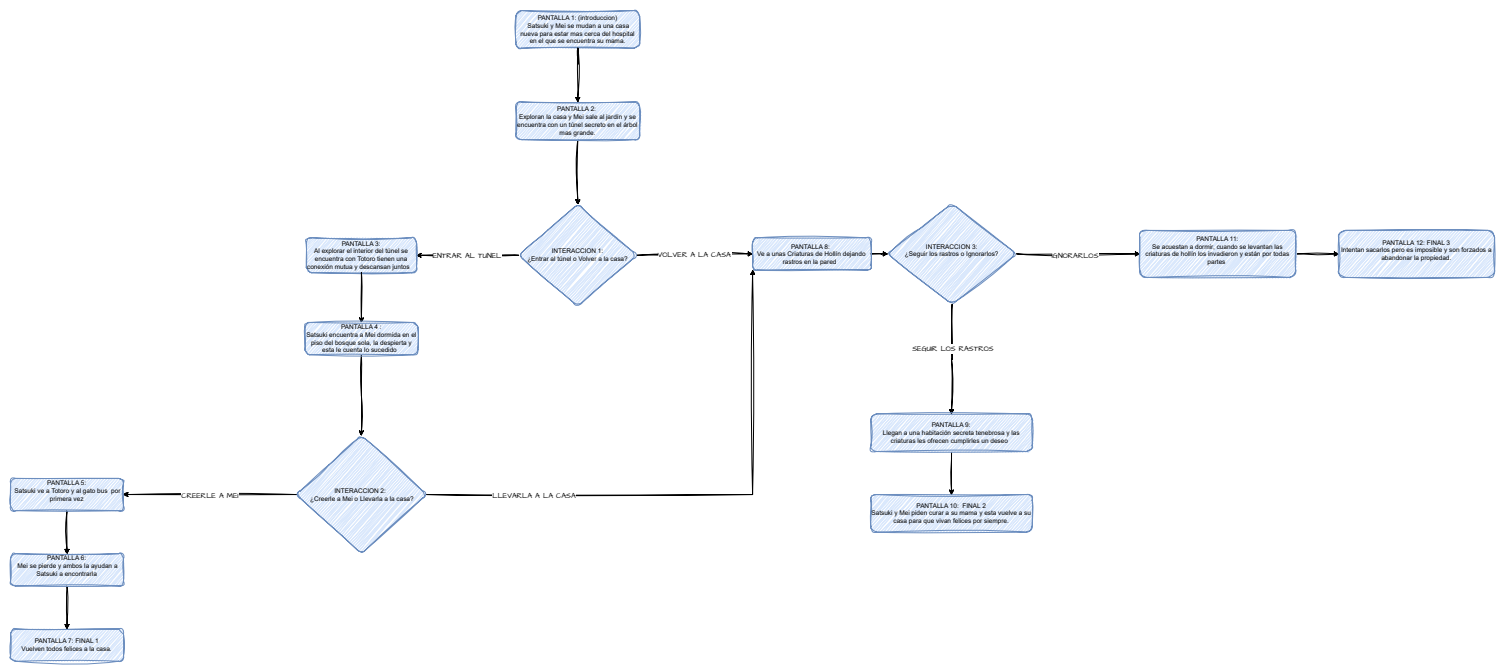 PANTALLA 1: (introduccion)
Satsuki y Mei se mudan a una casa
nueva para estar mas cerca del hospital
en el que se encuentra su mama.
PANTALLA 2:
Exploran la casa y Mei sale al jardin y se
encuentra con un túnel secreto en el árbol
mas grande.
INTERACCION 1:
¿Entrar al túnel o Volver a la casa?
ENTRAR AL TUNEL
VOLVER A LA CASA
PANTALLA 3:
Al explorar el interior del túnel se
encuentra con Totoro tienen una
conexión mutua y descansan juntos
PANTALLA 4 :
Satsuki encuentra a Mei dormida en el
piso del bosque sola, la despierta y
esta le cuenta lo sucedido
INTERACCION 2:
¿Creerle a Mei o Llevarla a la casa?
CREERLE A MEI
LLEVARLA A LA CASA
PANTALLA 5:
Satsuki ve a Totoro y al gato bus por
primera vez
PANTALLA 6:
Mei se pierde y ambos la ayudan a
Satsuki a encontrarla
PANTALLA 7: FINAL 1
Vuelven todos felices a la casa.
PANTALLA 8:
Ve a unas Criaturas de Hollín dejando
rastros en la pared
INTERACCION 3:
¿Seguir los rastros o Ignorarlos?
IGNORARLOS
SEGUIR LOS RASTROS
PANTALLA 9:
Llegan a una habitación secreta tenebrosa y las
criaturas les ofrecen cumplirles un deseo
PANTALLA 10: FINAL 2
Satsuki y Mei piden curar a su mama y esta vuelve a su
casa para que vivan felices por siempre.
PANTALLA 11:
Se acuestan a dormir, cuando se levantan las
criaturas de hollín los invadieron y están por todas
partes
PANTALLA 12: FINAL 3
Intentan sacarlos pero es imposible y son forzados a
abandonar la propiedad.